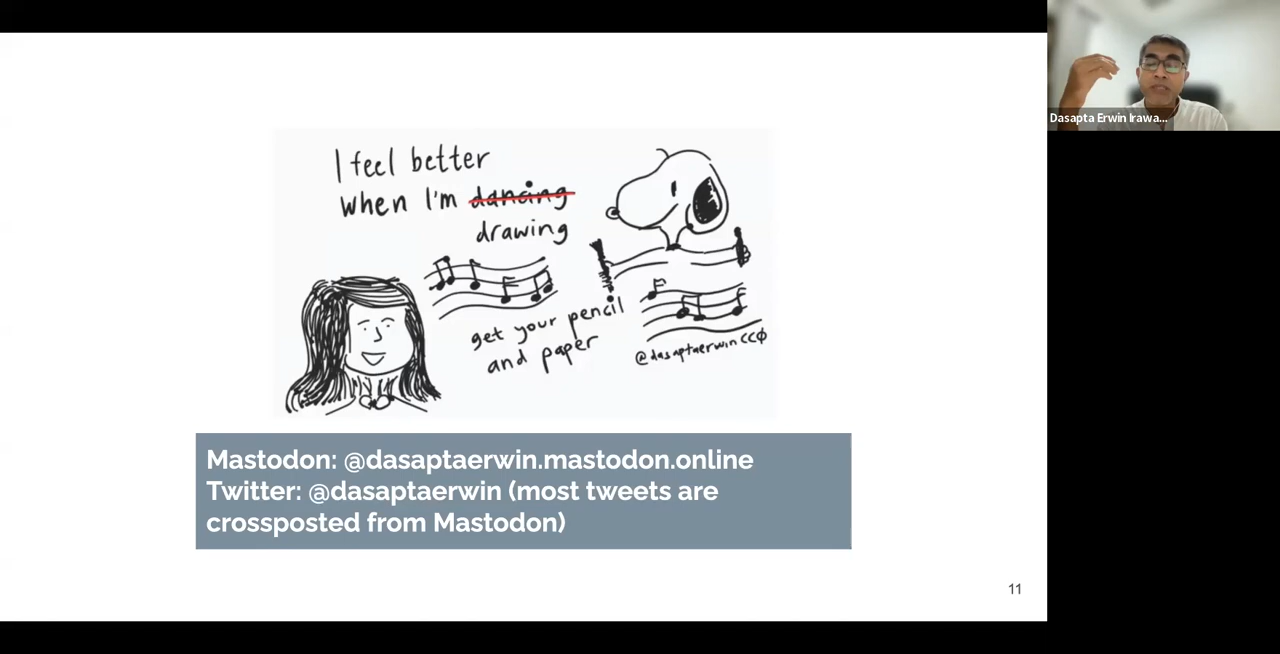 I feel better
when I'm dancing
drawing
get your pencil
and paper
@dasaptaerwin CC0
Mastodon: @dasaptaerwin.mastodon.online
Twitter: @dasaptaerwin (most tweets are
crossposted from Mastodon)
11
Dasapta Erwin Irawa...